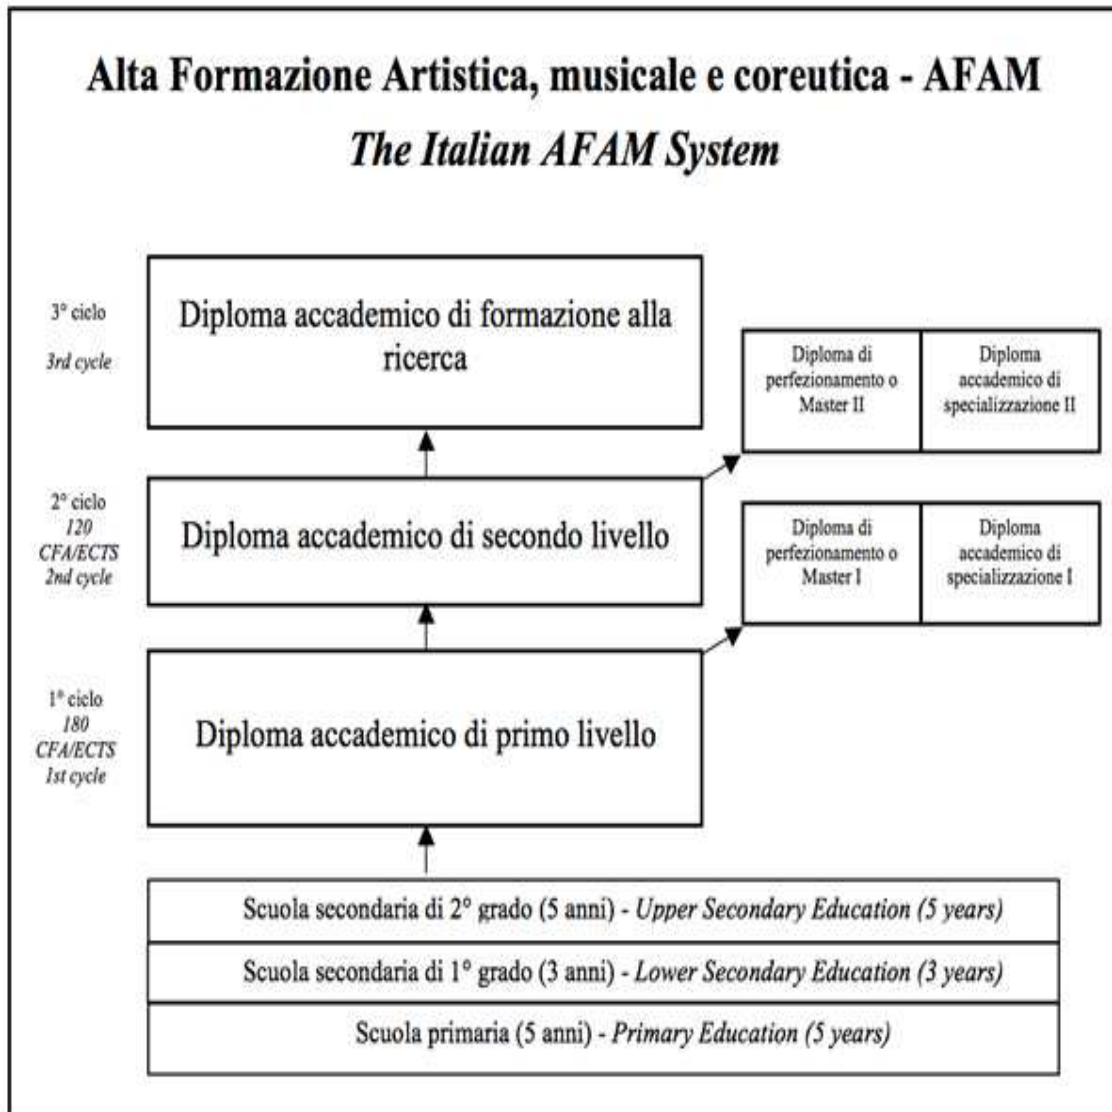 Alta Formazione Artistica, musicale e coreutica - AFAM
The Italian AFAM System
3° ciclo
3rd cycle
Diploma accademico di formazione alla
ricerca
Diploma di
perfezionamento o
Master II
Diploma
accademico di
specializzazione II
2° ciclo
120
CFA/ECTS
2nd cycle
Diploma accademico di secondo livello
Diploma di
perfezionamento o
Master I
Diploma
accademico di
specializzazione I
1° ciclo
180
CFA/ECTS
1st cycle
Diploma accademico di primo livello
Scuola secondaria di 2° grado (5 anni) - Upper Secondary Education (5 years)
Scuola secondaria di 1° grado (3 anni) - Lower Secondary Education (3 years)
Scuola primaria (5 anni) - Primary Education (5 years)